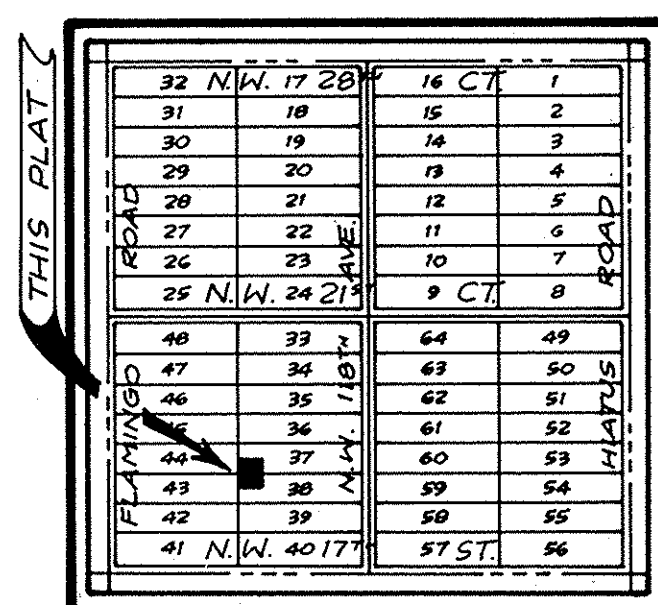 THIS PLAT
32 N.W. 17 28TH 16 CT. 1
31 18 15 2
30 19 14 3
29 20 13 4
28 21 12 5
27 22 11 6
26 23 10 7
25 N.W. 24 21ST 9 CT. 8
48 33 64 49
47 34 63 50
46 35 62 51
45 36 61 52
44 37 60 53
43 38 59 54
42 39 58 55
41 N.W. 40 17TH 57 ST. 56
FLAMINGO ROAD
N.W. 118TH AVE.
HIATUS ROAD